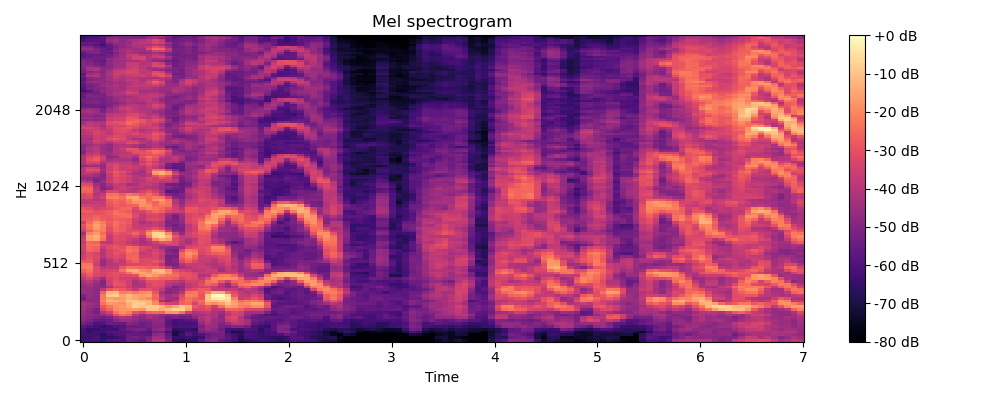 Mel spectrogram
Hz
2048
1024
512
0
0 1 2 3 4 5 6 7
Time
+0 dB
-10 dB
-20 dB
-30 dB
-40 dB
-50 dB
-60 dB
-70 dB
-80 dB